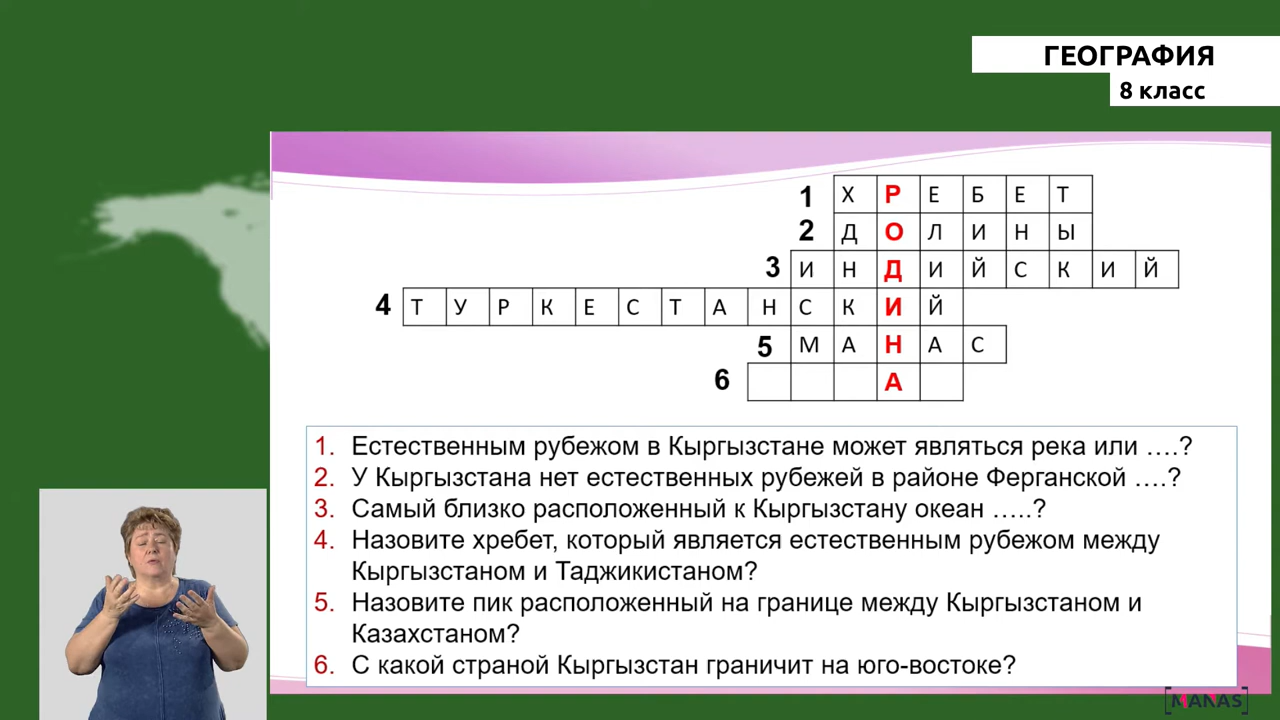 ГЕОГРАФИЯ
8 класс
1 Х Р Е Б Е Т
2 Д О Л И Н Ы
3 И Н Д И Й С К И Й
4 Т У Р К Е С Т А Н С К И Й
5 М А Н А С
6 А
1. Естественным рубежом в Кыргызстане может являться река или ….?
2. У Кыргызстана нет естественных рубежей в районе Ферганской ….?
3. Самый близко расположенный к Кыргызстану океан …..?
4. Назовите хребет, который является естественным рубежом между
Кыргызстаном и Таджикистаном?
5. Назовите пик расположенный на границе между Кыргызстаном и
Казахстаном?
6. С какой страной Кыргызстан граничит на юго-востоке?
[MANAS]